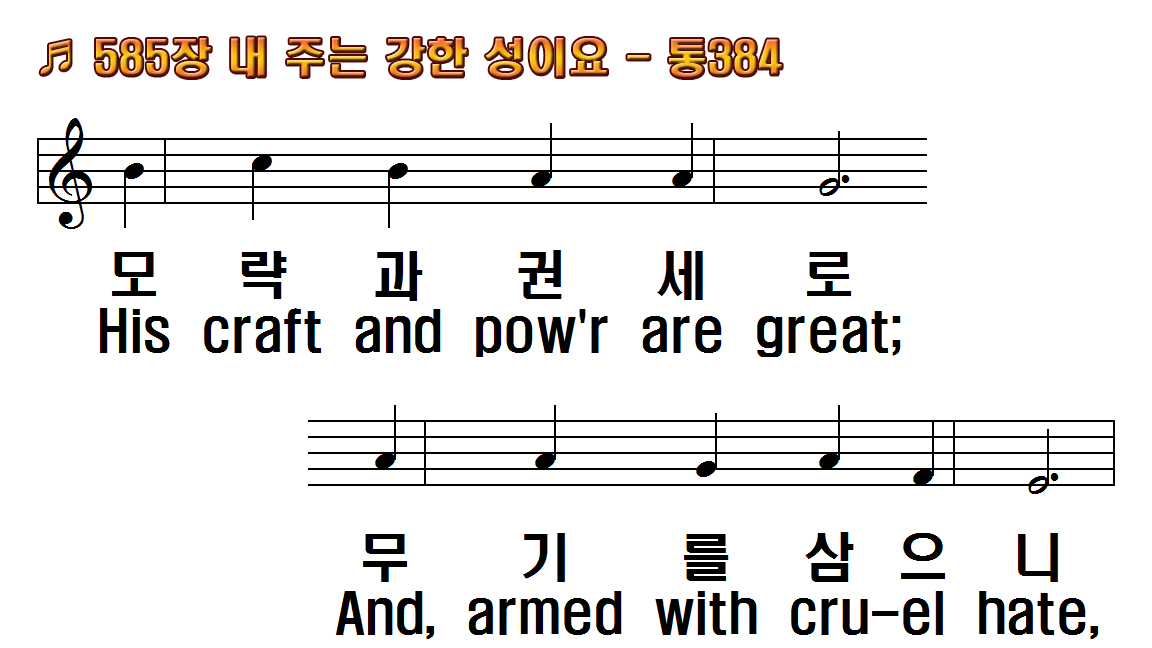 585장 내 주는 강한 성이요 - 통384
모 략 과 권 세 로
His craft and pow'r are great;
무 기 를 삼 으 니
And, armed with cru-el hate,